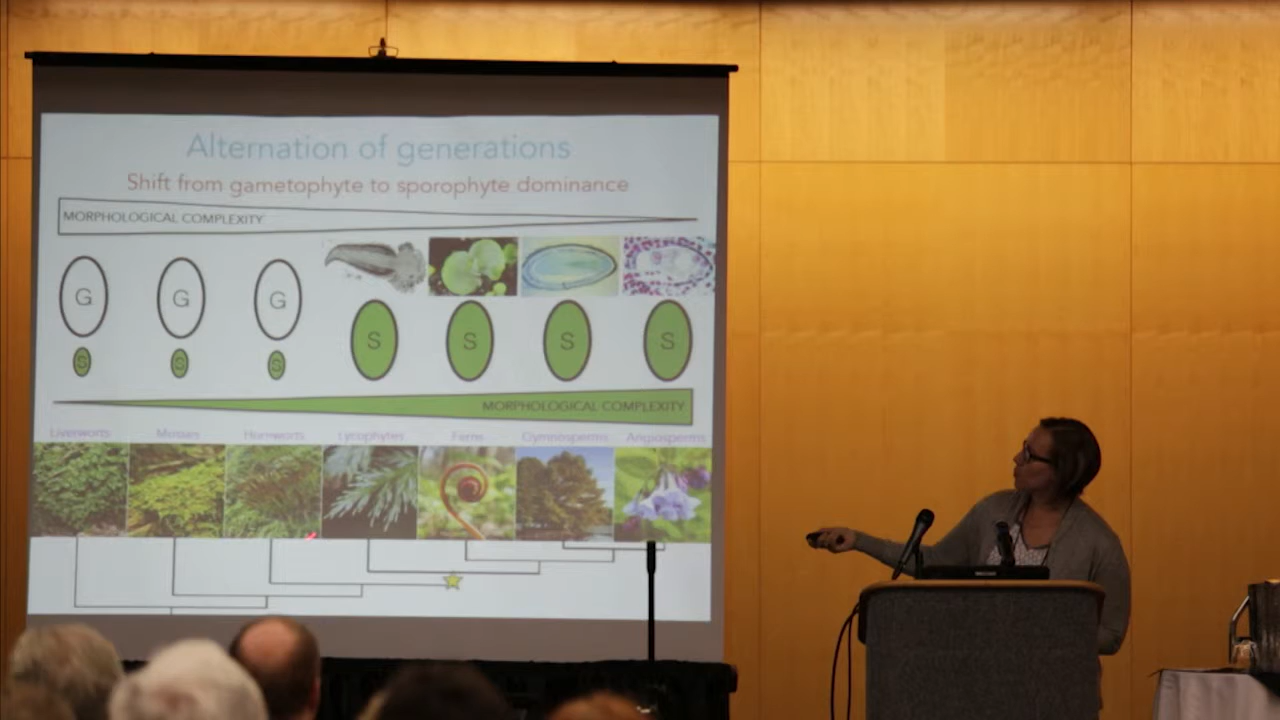 Alternation of generations
Shift from gametophyte to sporophyte dominance
MORPHOLOGICAL COMPLEXITY
G G G
S S S S
S S S
MORPHOLOGICAL COMPLEXITY
Liverworts Mosses Hornworts Lycophytes Ferns Gymnosperms Angiosperms